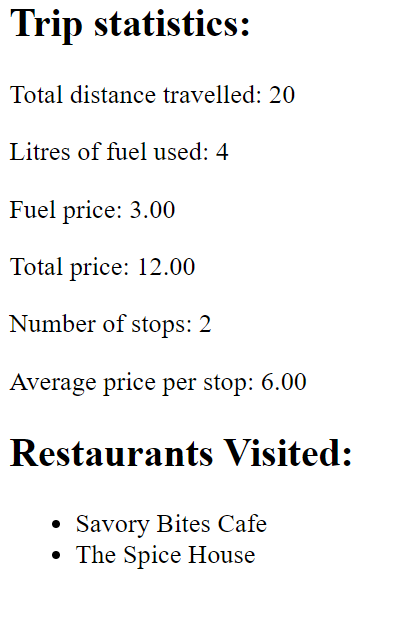 Trip statistics:
Total distance travelled: 20
Litres of fuel used: 4
Fuel price: 3.00
Total price: 12.00
Number of stops: 2
Average price per stop: 6.00
Restaurants Visited:
• Savory Bites Cafe
• The Spice House